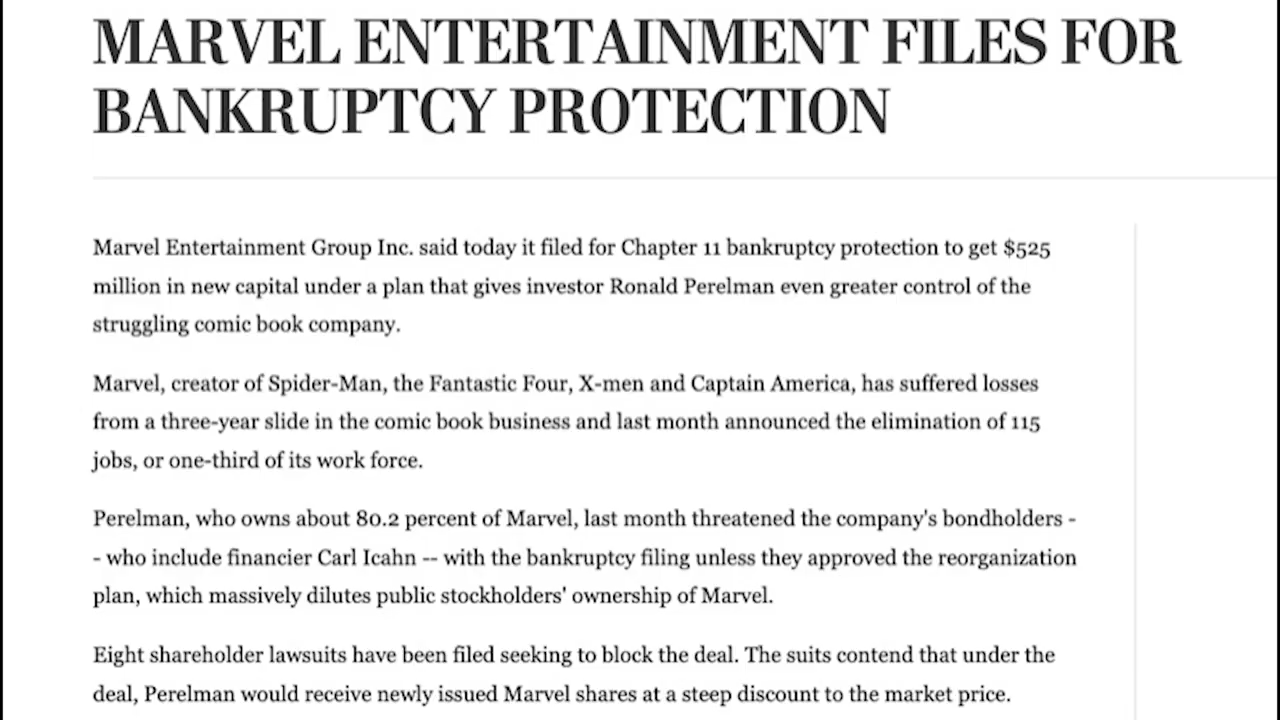 MARVEL ENTERTAINMENT FILES FOR
BANKRUPTCY PROTECTION
Marvel Entertainment Group Inc. said today it filed for Chapter 11 bankruptcy protection to get $525
million in new capital under a plan that gives investor Ronald Perelman even greater control of the
struggling comic book company.
Marvel, creator of Spider-Man, the Fantastic Four, X-men and Captain America, has suffered losses
from a three-year slide in the comic book business and last month announced the elimination of 115
jobs, or one-third of its work force.
Perelman, who owns about 80.2 percent of Marvel, last month threatened the company's bondholders -
- who include financier Carl Icahn -- with the bankruptcy filing unless they approved the reorganization
plan, which massively dilutes public stockholders' ownership of Marvel.
Eight shareholder lawsuits have been filed seeking to block the deal. The suits contend that under the
deal, Perelman would receive newly issued Marvel shares at a steep discount to the market price.